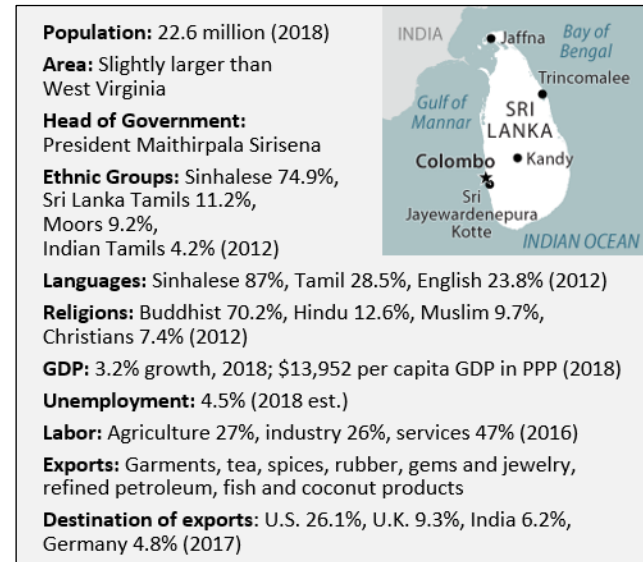 Population: 22.6 million (2018)
Area: Slightly larger than
West Virginia
Head of Government:
President Maithirpala Sirisena
Ethnic Groups: Sinhalese 74.9%,
Sri Lanka Tamils 11.2%,
Moors 9.2%,
Indian Tamils 4.2% (2012)
Languages: Sinhalese 87%, Tamil 28.5%, English 23.8% (2012)
Religions: Buddhist 70.2%, Hindu 12.6%, Muslim 9.7%,
Christians 7.4% (2012)
GDP: 3.2% growth, 2018; $13,952 per capita GDP in PPP (2018)
Unemployment: 4.5% (2018 est.)
Labor: Agriculture 27%, industry 26%, services 47% (2016)
Exports: Garments, tea, spices, rubber, gems and jewelry,
refined petroleum, fish and coconut products
Destination of exports: U.S. 26.1%, U.K. 9.3%, India 6.2%,
Germany 4.8% (2017)
INDIA
Jaffna
Bay of
Bengal
Trincomalee
Gulf of
Mannar
SRI
LANKA
Colombo
Kandy
Sri
Jayewardenepura
Kotte
INDIAN OCEAN